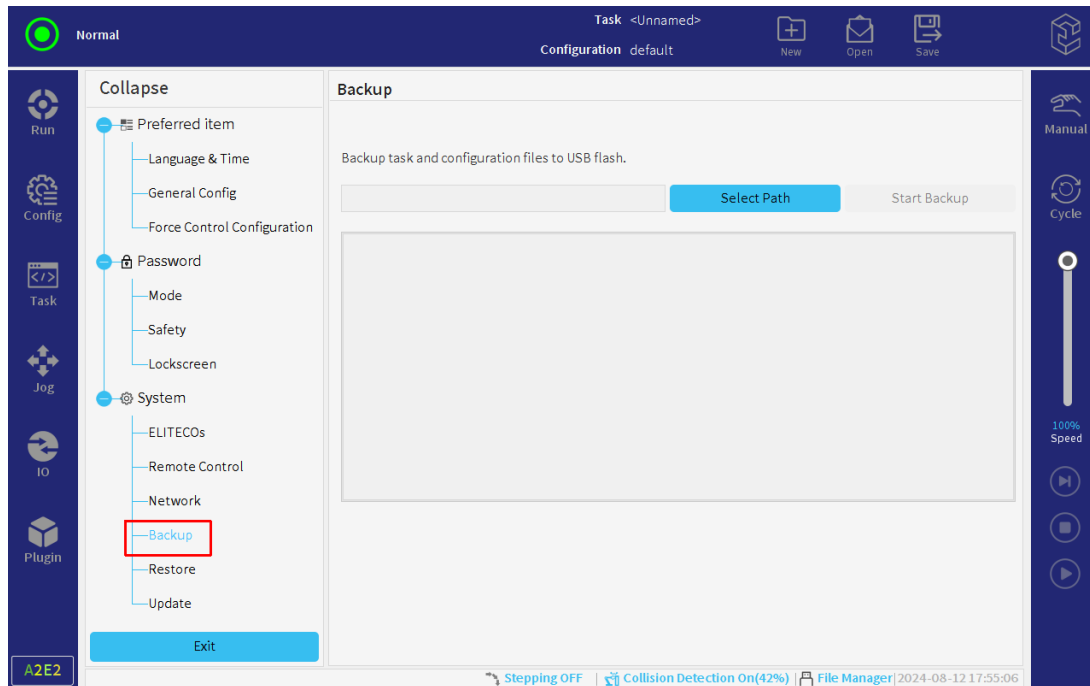 Normal
Task <Unnamed>
Configuration default
New
Open
Save
Run
Config
Task
Jog
IO
Plugin
A2E2
Collapse
Preferred item
Language & Time
General Config
Force Control Configuration
Password
Mode
Safety
Lockscreen
System
ELITECOs
Remote Control
Network
Backup
Restore
Update
Exit
Backup
Backup task and configuration files to USB flash.
Select Path
Start Backup
Manual
Cycle
100%
Speed
Stepping OFF | Collision Detection On(42%) | File Manager | 2024-08-12 17:55:06